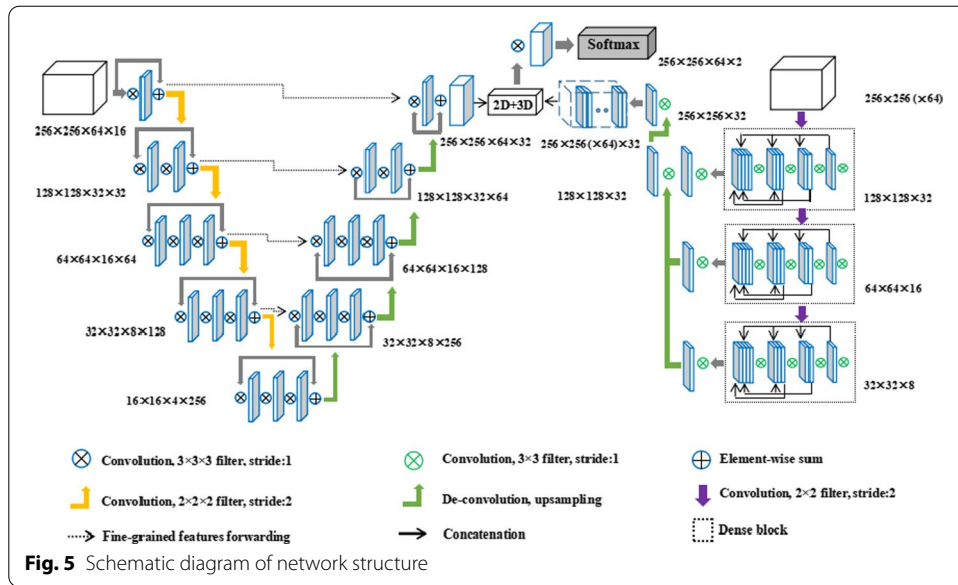 Softmax
256×256×64×2
2D+3D
256×256×64×16
256×256×64×32
256×256(×64)×32
256×256×32
256×256 (×64)
128×128×32×32
128×128×32×64
128×128×32
128×128×32
64×64×16×64
64×64×16×128
64×64×16
32×32×8×128
32×32×8×256
32×32×8
16×16×4×256
Convolution, 3×3×3 filter, stride:1
Convolution, 3×3 filter, stride:1
Element-wise sum
Convolution, 2×2×2 filter, stride:2
De-convolution, upsampling
Convolution, 2×2 filter, stride:2
Fine-grained features forwarding
Concatenation
Dense block
Fig. 5 Schematic diagram of network structure